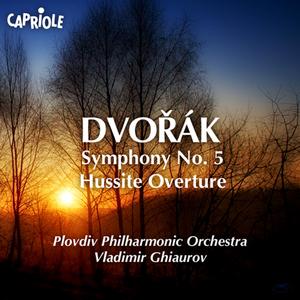 CAPRIOLE
DVOŘÁK
Symphony No. 5
Hussite Overture
Plovdiv Philharmonic Orchestra
Vladimir Ghiaurov